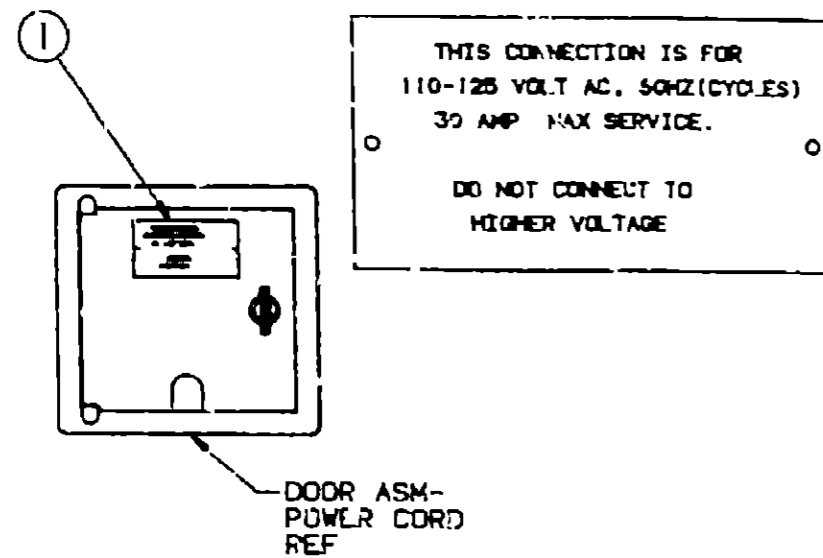 1
THIS CONNECTION IS FOR
110-125 VOLT AC, 50HZ(CYCLES)
30 AMP MAX SERVICE.
DO NOT CONNECT TO
HIGHER VOLTAGE
DOOR ASM-
POWER CORD
REF